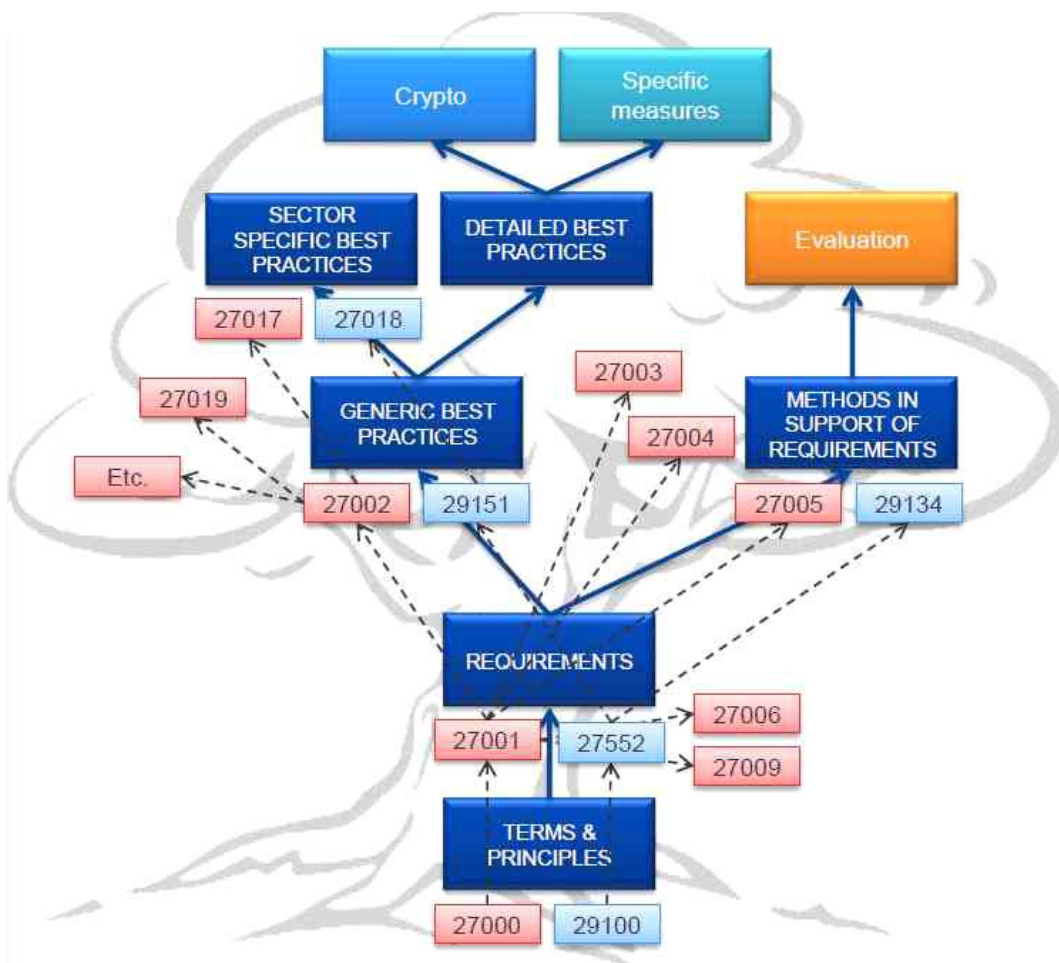 Crypto
Specific
measures
SECTOR
SPECIFIC BEST
PRACTICES
DETAILED BEST
PRACTICES
Evaluation
27017
27018
27019
Etc.
GENERIC BEST
PRACTICES
27003
27004
METHODS IN
SUPPORT OF
REQUIREMENTS
27002
29151
27005
29134
REQUIREMENTS
27001
27552
27006
27009
TERMS &
PRINCIPLES
27000
29100